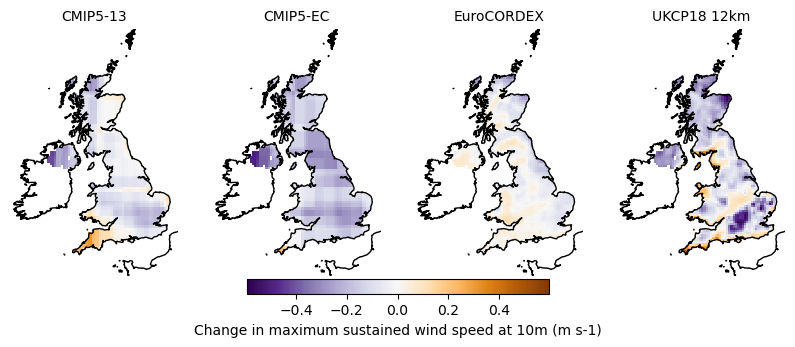 CMIP5-13 CMIP5-EC EuroCORDEX UKCP18 12km
−0.4 −0.2 0.0 0.2 0.4
Change in maximum sustained wind speed at 10m (m s-1)